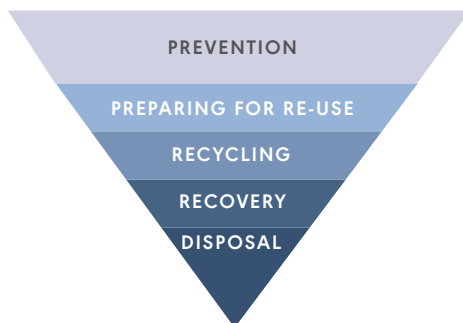 PREVENTION
PREPARING FOR RE-USE
RECYCLING
RECOVERY
DISPOSAL